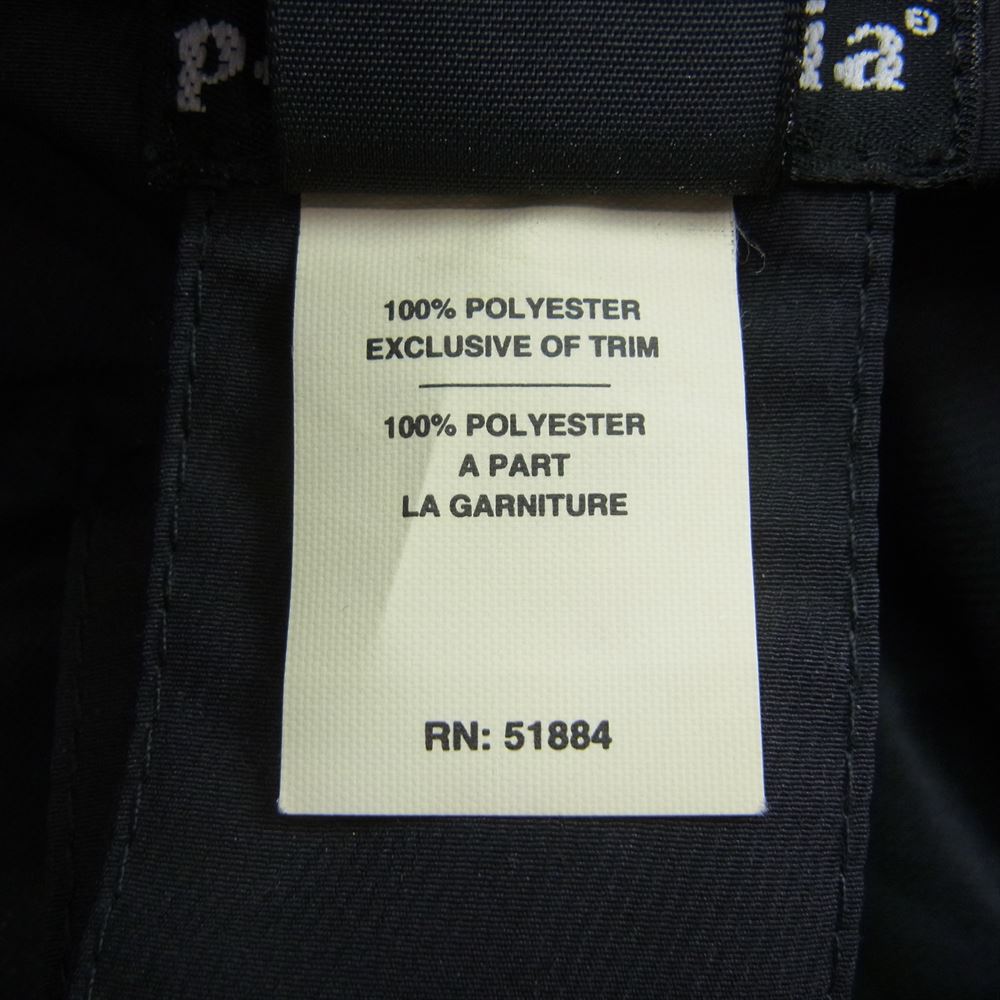 100% POLYESTER
EXCLUSIVE OF TRIM
100% POLYESTER
A PART
LA GARNITURE
RN: 51884